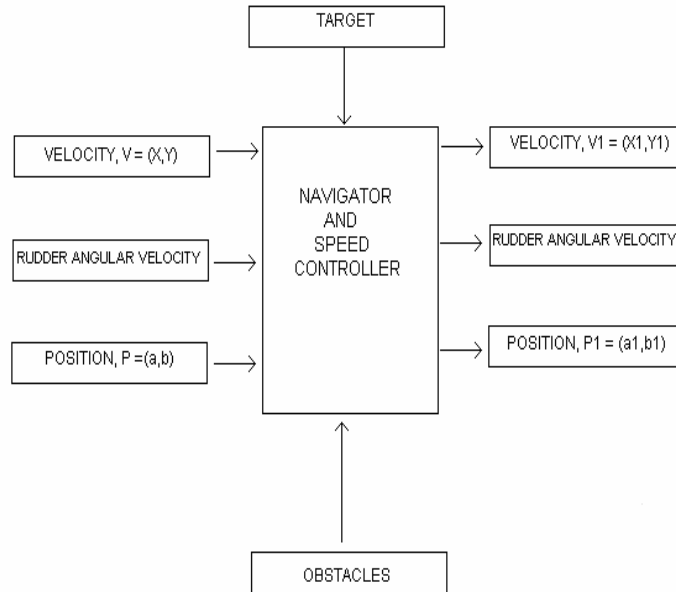 TARGET
VELOCITY, V = (X,Y)
VELOCITY, V1 = (X1,Y1)
NAVIGATOR
AND
SPEED
CONTROLLER
RUDDER ANGULAR VELOCITY
RUDDER ANGULAR VELOCITY
POSITION, P =(a,b)
POSITION, P1 = (a1,b1)
OBSTACLES